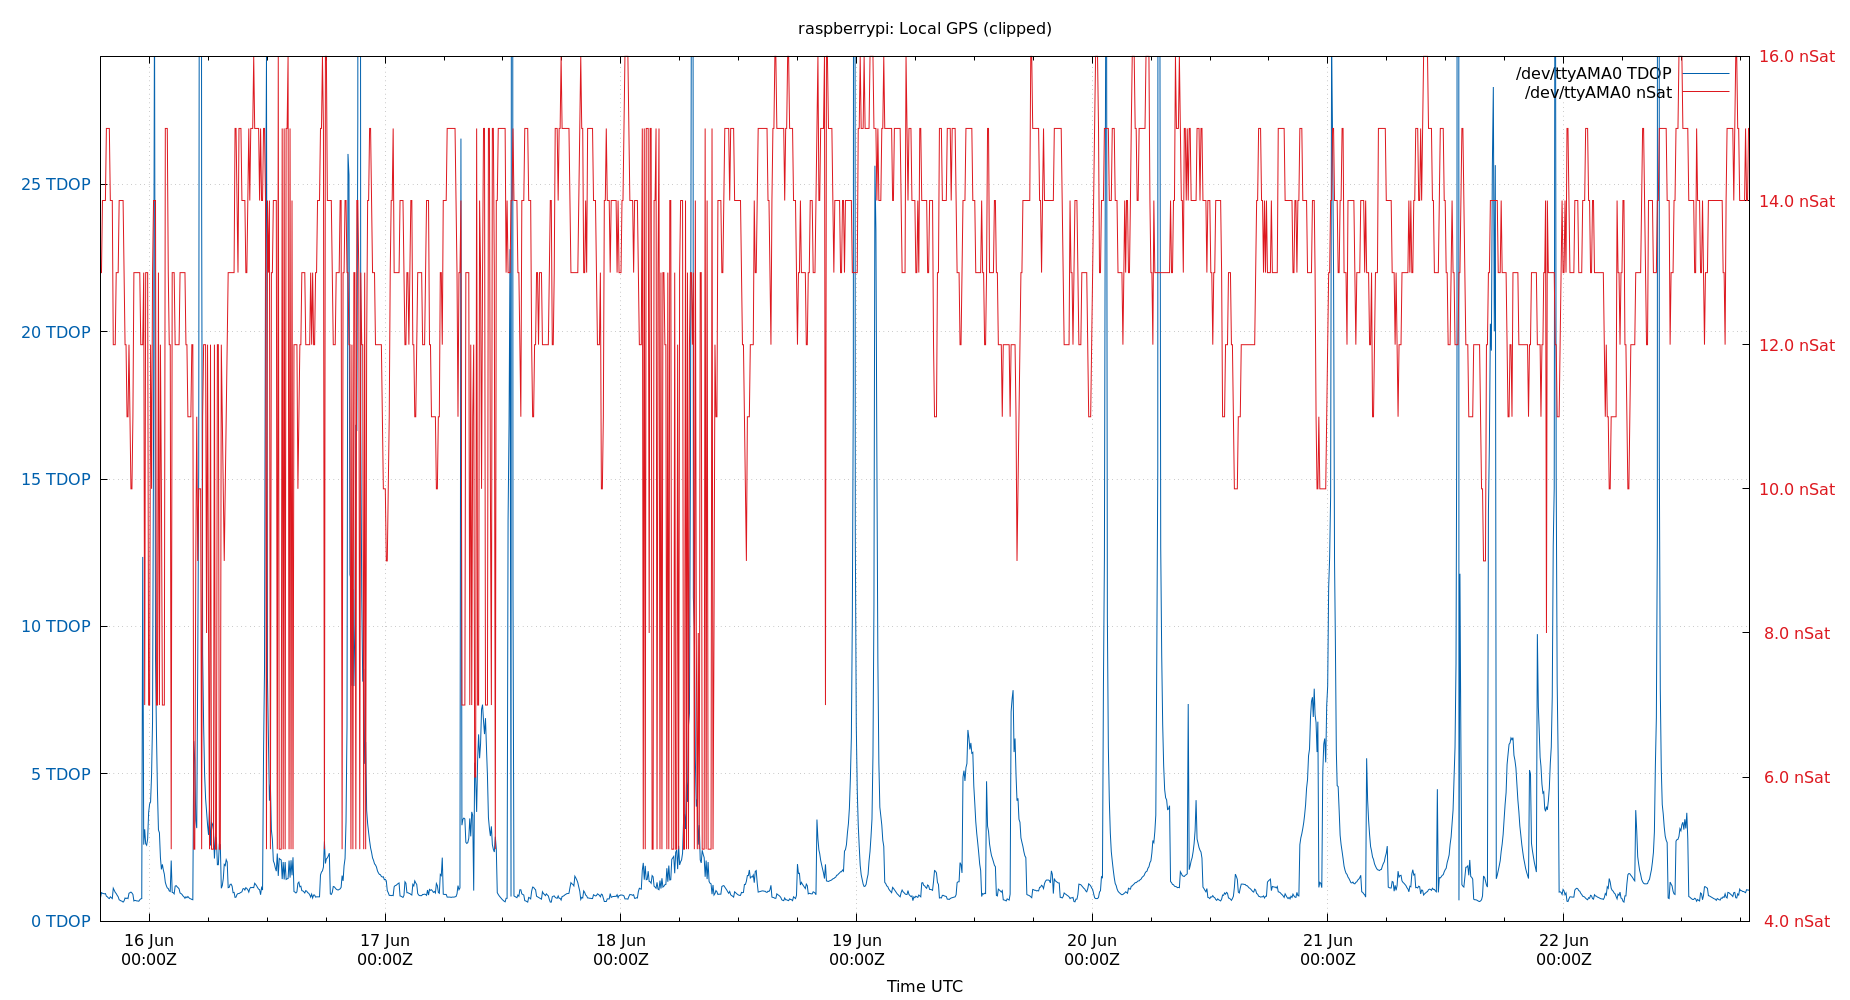 raspberrypi: Local GPS (clipped)
/dev/ttyAMA0 TDOP
/dev/ttyAMA0 nSat
25 TDOP
20 TDOP
15 TDOP
10 TDOP
5 TDOP
0 TDOP
16.0 nSat
14.0 nSat
12.0 nSat
10.0 nSat
8.0 nSat
6.0 nSat
4.0 nSat
16 Jun
00:00Z
17 Jun
00:00Z
18 Jun
00:00Z
19 Jun
00:00Z
20 Jun
00:00Z
21 Jun
00:00Z
22 Jun
00:00Z
Time UTC